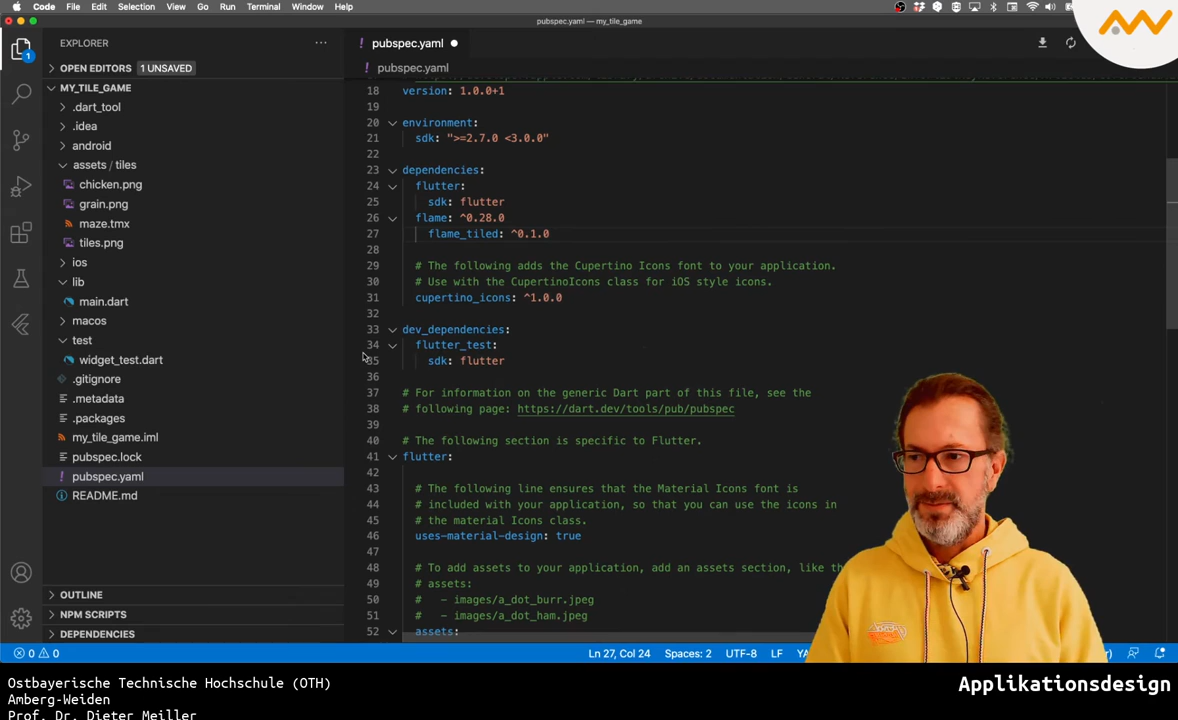 Code File Edit Selection View Go Run Terminal Window Help
pubspec.yaml — my_tile_game
EXPLORER
OPEN EDITORS 1 UNSAVED
MY_TILE_GAME
.dart_tool
.idea
android
assets / tiles
chicken.png
grain.png
maze.tmx
tiles.png
ios
lib
main.dart
macos
test
widget_test.dart
.gitignore
.metadata
.packages
my_tile_game.iml
pubspec.lock
pubspec.yaml
README.md
OUTLINE
NPM SCRIPTS
DEPENDENCIES
1
! pubspec.yaml
! pubspec.yaml
18 version: 1.0.0+1
19
20 environment:
21 sdk: ">=2.7.0 <3.0.0"
22
23 dependencies:
24 flutter:
25 sdk: flutter
26 flame: ^0.28.0
27 flame_tiled: ^0.1.0
28
29 # The following adds the Cupertino Icons font to your application.
30 # Use with the CupertinoIcons class for iOS style icons.
31 cupertino_icons: ^1.0.0
32
33 dev_dependencies:
34 flutter_test:
35 sdk: flutter
36
37 # For information on the generic Dart part of this file, see the
38 # following page: https://dart.dev/tools/pub/pubspec
39
40 # The following section is specific to Flutter.
41 flutter:
42
43 # The following line ensures that the Material Icons font is
44 # included with your application, so that you can use the icons in
45 # the material Icons class.
46 uses-material-design: true
47
48 # To add assets to your application, add an assets section, like th
49 # assets:
50 # - images/a_dot_burr.jpeg
51 # - images/a_dot_ham.jpeg
52 assets:
0 0 Ln 27, Col 24 Spaces: 2 UTF-8 LF
Ostbayerische Technische Hochschule (OTH)
Amberg-Weiden
Prof. Dr. Dieter Meiller
Applikationsdesign